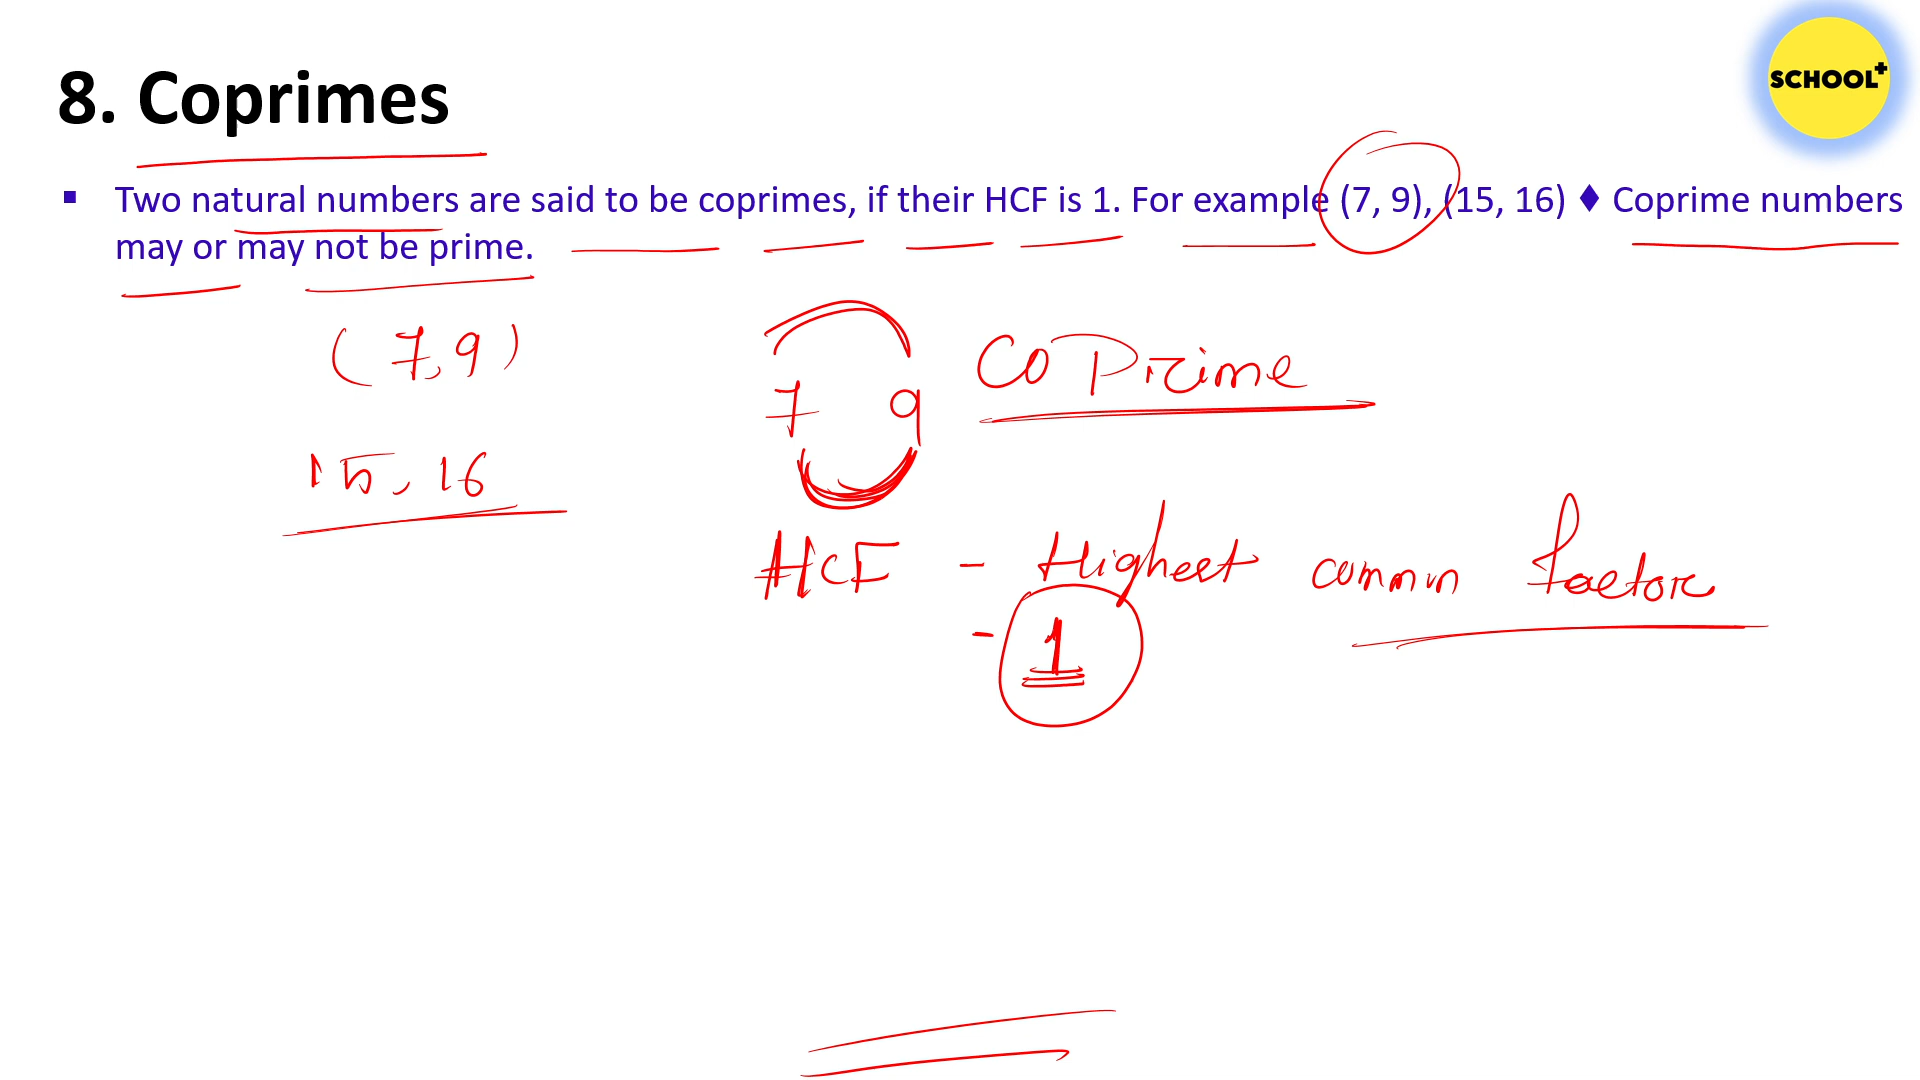 SCHOOL+
8. Coprimes
▪ Two natural numbers are said to be coprimes, if their HCF is 1. For example (7, 9), (15, 16) ♦ Coprime numbers
may or may not be prime.
(7,9)
7 9 CO Prime
15, 16
HCF - Highest common factor
- 1